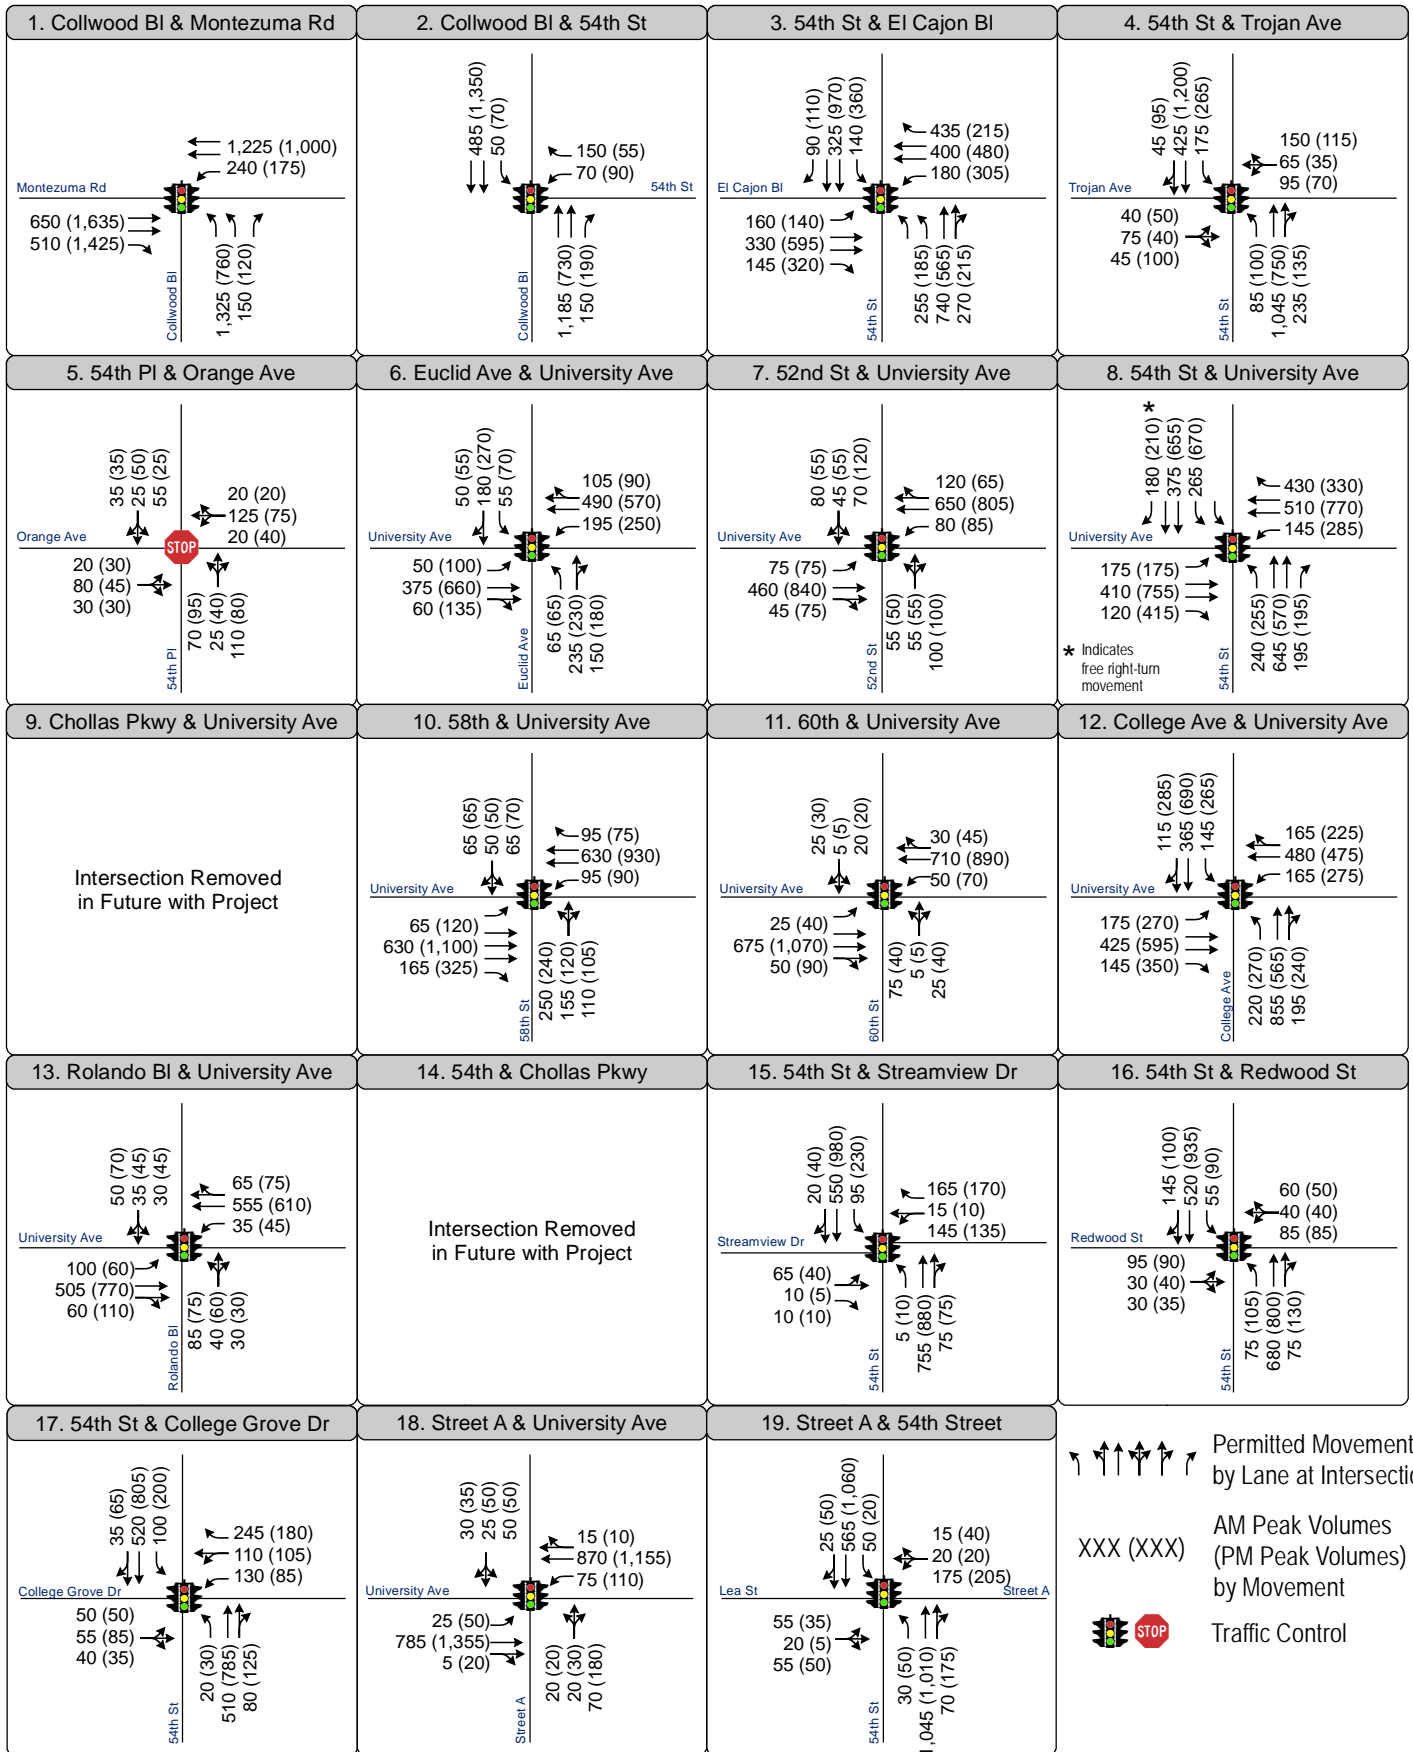 1. Collwood Bl & Montezuma Rd
1,225 (1,000)
240 (175)
Montezuma Rd
650 (1,635)
510 (1,425)
Collwood Bl
1,325 (760)
150 (120)
2. Collwood Bl & 54th St
485 (1,350)
50 (70)
150 (55)
70 (90)
54th St
Collwood Bl
1,185 (730)
150 (190)
3. 54th St & El Cajon Bl
90 (110)
325 (970)
140 (360)
435 (215)
400 (480)
180 (305)
El Cajon Bl
160 (140)
330 (595)
145 (320)
54th St
255 (185)
740 (565)
270 (215)
4. 54th St & Trojan Ave
45 (95)
425 (1,200)
175 (265)
150 (115)
65 (35)
95 (70)
Trojan Ave
40 (50)
75 (40)
45 (100)
54th St
85 (100)
1,045 (750)
235 (135)
5. 54th Pl & Orange Ave
35 (35)
25 (50)
55 (25)
20 (20)
125 (75)
20 (40)
Orange Ave
STOP
20 (30)
80 (45)
30 (30)
54th Pl
70 (95)
25 (40)
110 (80)
6. Euclid Ave & University Ave
50 (55)
180 (270)
55 (70)
105 (90)
490 (570)
195 (250)
University Ave
50 (100)
375 (660)
60 (135)
Euclid Ave
65 (65)
235 (230)
150 (180)
7. 52nd St & Unviersity Ave
80 (55)
45 (55)
70 (120)
120 (65)
650 (805)
80 (85)
University Ave
75 (75)
460 (840)
45 (75)
52nd St
55 (50)
55 (55)
100 (100)
8. 54th St & University Ave
*
180 (210)
375 (655)
265 (670)
430 (330)
510 (770)
145 (285)
University Ave
175 (175)
410 (755)
120 (415)
* Indicates
free right-turn
movement
54th St
240 (255)
645 (570)
195 (195)
9. Chollas Pkwy & University Ave
Intersection Removed
in Future with Project
10. 58th & University Ave
65 (65)
50 (50)
65 (70)
95 (75)
630 (930)
95 (90)
University Ave
65 (120)
630 (1,100)
165 (325)
58th St
250 (240)
155 (120)
110 (105)
11. 60th & University Ave
25 (30)
5 (5)
20 (20)
30 (45)
710 (890)
50 (70)
University Ave
25 (40)
675 (1,070)
50 (90)
60th St
75 (40)
5 (5)
25 (40)
12. College Ave & University Ave
115 (285)
365 (690)
145 (265)
165 (225)
480 (475)
165 (275)
University Ave
175 (270)
425 (595)
145 (350)
College Ave
220 (270)
855 (565)
195 (240)
13. Rolando Bl & University Ave
50 (70)
35 (45)
30 (45)
65 (75)
555 (610)
35 (45)
University Ave
100 (60)
505 (770)
60 (110)
Rolando Bl
85 (75)
40 (60)
30 (30)
14. 54th & Chollas Pkwy
Intersection Removed
in Future with Project
15. 54th St & Streamview Dr
20 (40)
550 (980)
95 (230)
165 (170)
15 (10)
145 (135)
Streamview Dr
65 (40)
10 (5)
10 (10)
54th St
5 (10)
755 (880)
75 (75)
16. 54th St & Redwood St
145 (100)
520 (935)
55 (90)
60 (50)
40 (40)
85 (85)
Redwood St
95 (90)
30 (40)
30 (35)
54th St
75 (105)
680 (800)
75 (130)
17. 54th St & College Grove Dr
35 (65)
520 (805)
100 (200)
245 (180)
110 (105)
130 (85)
College Grove Dr
50 (50)
55 (85)
40 (35)
54th St
20 (30)
510 (785)
80 (125)
18. Street A & University Ave
30 (35)
25 (50)
50 (50)
15 (10)
870 (1,155)
75 (110)
University Ave
25 (50)
785 (1,355)
5 (20)
Street A
20 (20)
20 (30)
70 (180)
19. Street A & 54th Street
25 (50)
565 (1,060)
50 (20)
15 (40)
20 (20)
175 (205)
Lea St
Street A
55 (35)
20 (5)
55 (50)
54th St
30 (50)
1,045 (1,010)
70 (175)
Permitted Movement
by Lane at Intersectio
XXX (XXX)
AM Peak Volumes
(PM Peak Volumes)
by Movement
STOP
Traffic Control